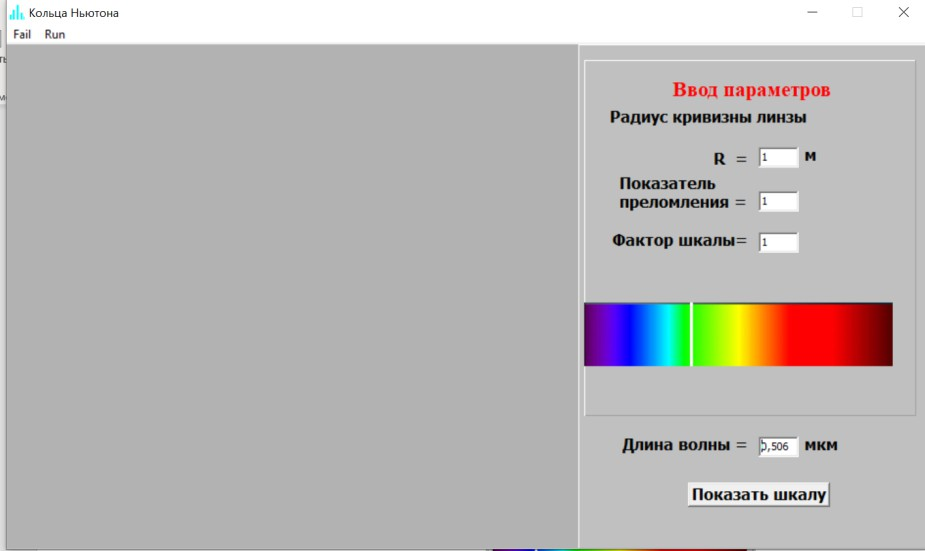 Кольца Ньютона
Fail Run
Ввод параметров
Радиус кривизны линзы
R = 1 м
Показатель
преломления = 1
Фактор шкалы= 1
Длина волны = 0,506 мкм
Показать шкалу